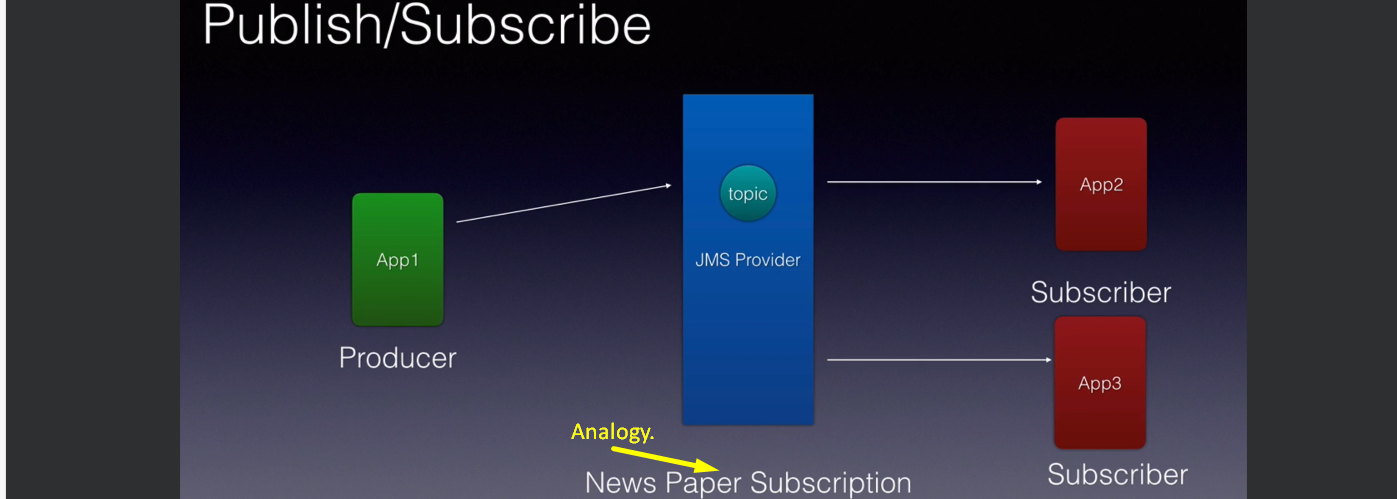 Publish/Subscribe
topic
JMS Provider
App1
Producer
App2
Subscriber
App3
Subscriber
Analogy.
News Paper Subscription